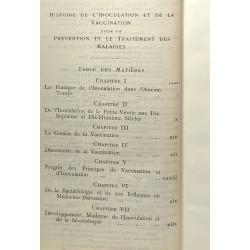 HISTOIRE DE L'INOCULATION ET DE LA
VACCINATION
POUR LA
PRÉVENTION ET LE TRAITEMENT DES
MALADIES
TABLE DES MATIÈRES
CHAPITRE I
La Pratique de l'Inoculation dans l'Ancien
Temps
CHAPITRE II
De l'Inoculation de la Petite Vérole aux Dix-
Septième et Dix-Huitième Siècles ix
CHAPITRE III
La Genèse de la Vaccination
CHAPITRE IV
Découverte de la Vaccination
CHAPITRE V
Progrès des Principes de Vaccination et
d'Inoculation
CHAPITRE VI
De la Bactériologie et de son Influence en
Médecine Préventive
CHAPITRE VII
Développement Moderne de l'Inoculation et
de la Sérothérapie